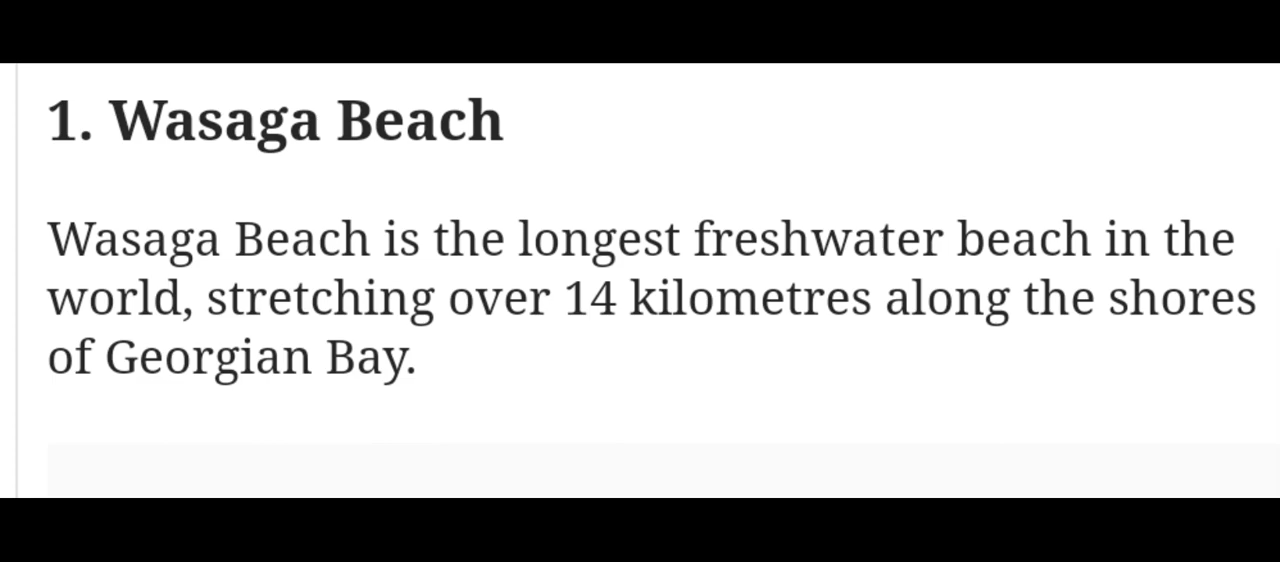 1. Wasaga Beach
Wasaga Beach is the longest freshwater beach in the
world, stretching over 14 kilometres along the shores
of Georgian Bay.